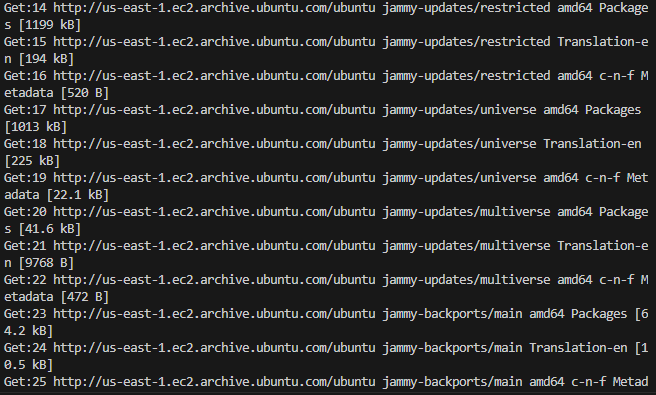 Get:14 http://us-east-1.ec2.archive.ubuntu.com/ubuntu jammy-updates/restricted amd64 Package
s [1199 kB]
Get:15 http://us-east-1.ec2.archive.ubuntu.com/ubuntu jammy-updates/restricted Translation-e
n [194 kB]
Get:16 http://us-east-1.ec2.archive.ubuntu.com/ubuntu jammy-updates/restricted amd64 c-n-f M
etadata [520 B]
Get:17 http://us-east-1.ec2.archive.ubuntu.com/ubuntu jammy-updates/universe amd64 Packages
[1013 kB]
Get:18 http://us-east-1.ec2.archive.ubuntu.com/ubuntu jammy-updates/universe Translation-en
[225 kB]
Get:19 http://us-east-1.ec2.archive.ubuntu.com/ubuntu jammy-updates/universe amd64 c-n-f Met
adata [22.1 kB]
Get:20 http://us-east-1.ec2.archive.ubuntu.com/ubuntu jammy-updates/multiverse amd64 Package
s [41.6 kB]
Get:21 http://us-east-1.ec2.archive.ubuntu.com/ubuntu jammy-updates/multiverse Translation-e
n [9768 B]
Get:22 http://us-east-1.ec2.archive.ubuntu.com/ubuntu jammy-updates/multiverse amd64 c-n-f M
etadata [472 B]
Get:23 http://us-east-1.ec2.archive.ubuntu.com/ubuntu jammy-backports/main amd64 Packages [6
4.2 kB]
Get:24 http://us-east-1.ec2.archive.ubuntu.com/ubuntu jammy-backports/main Translation-en [1
0.5 kB]
Get:25 http://us-east-1.ec2.archive.ubuntu.com/ubuntu jammy-backports/main amd64 c-n-f Metad